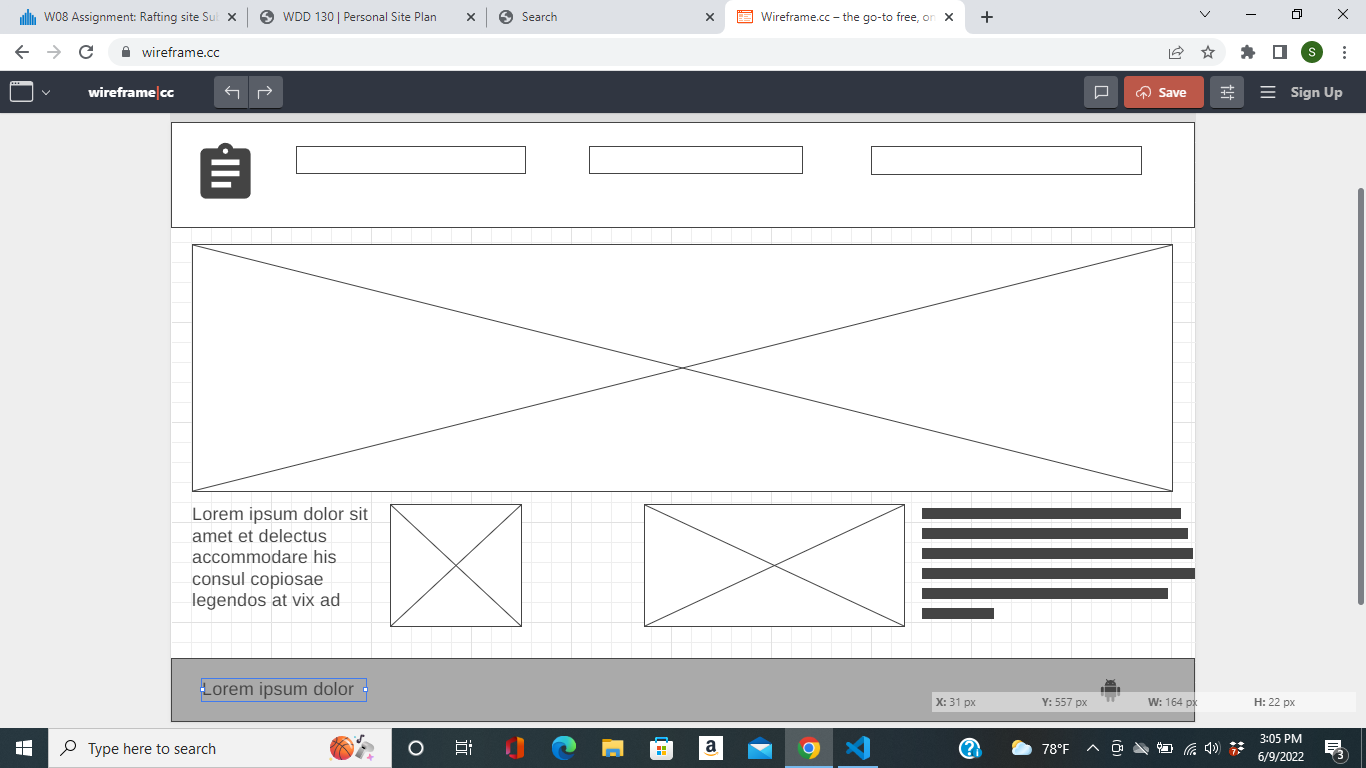 W08 Assignment: Rafting site Sul
WDD 130 | Personal Site Plan
Search
Wireframe.cc – the go-to free, on
wireframe.cc
S
wireframe|cc
Save
Sign Up
Lorem ipsum dolor sit
amet et delectus
accommodare his
consul copiosae
legendos at vix ad
Lorem ipsum dolor
X: 31 px Y: 557 px W: 164 px H: 22 px
Type here to search
a
78°F
3:05 PM
6/9/2022
3